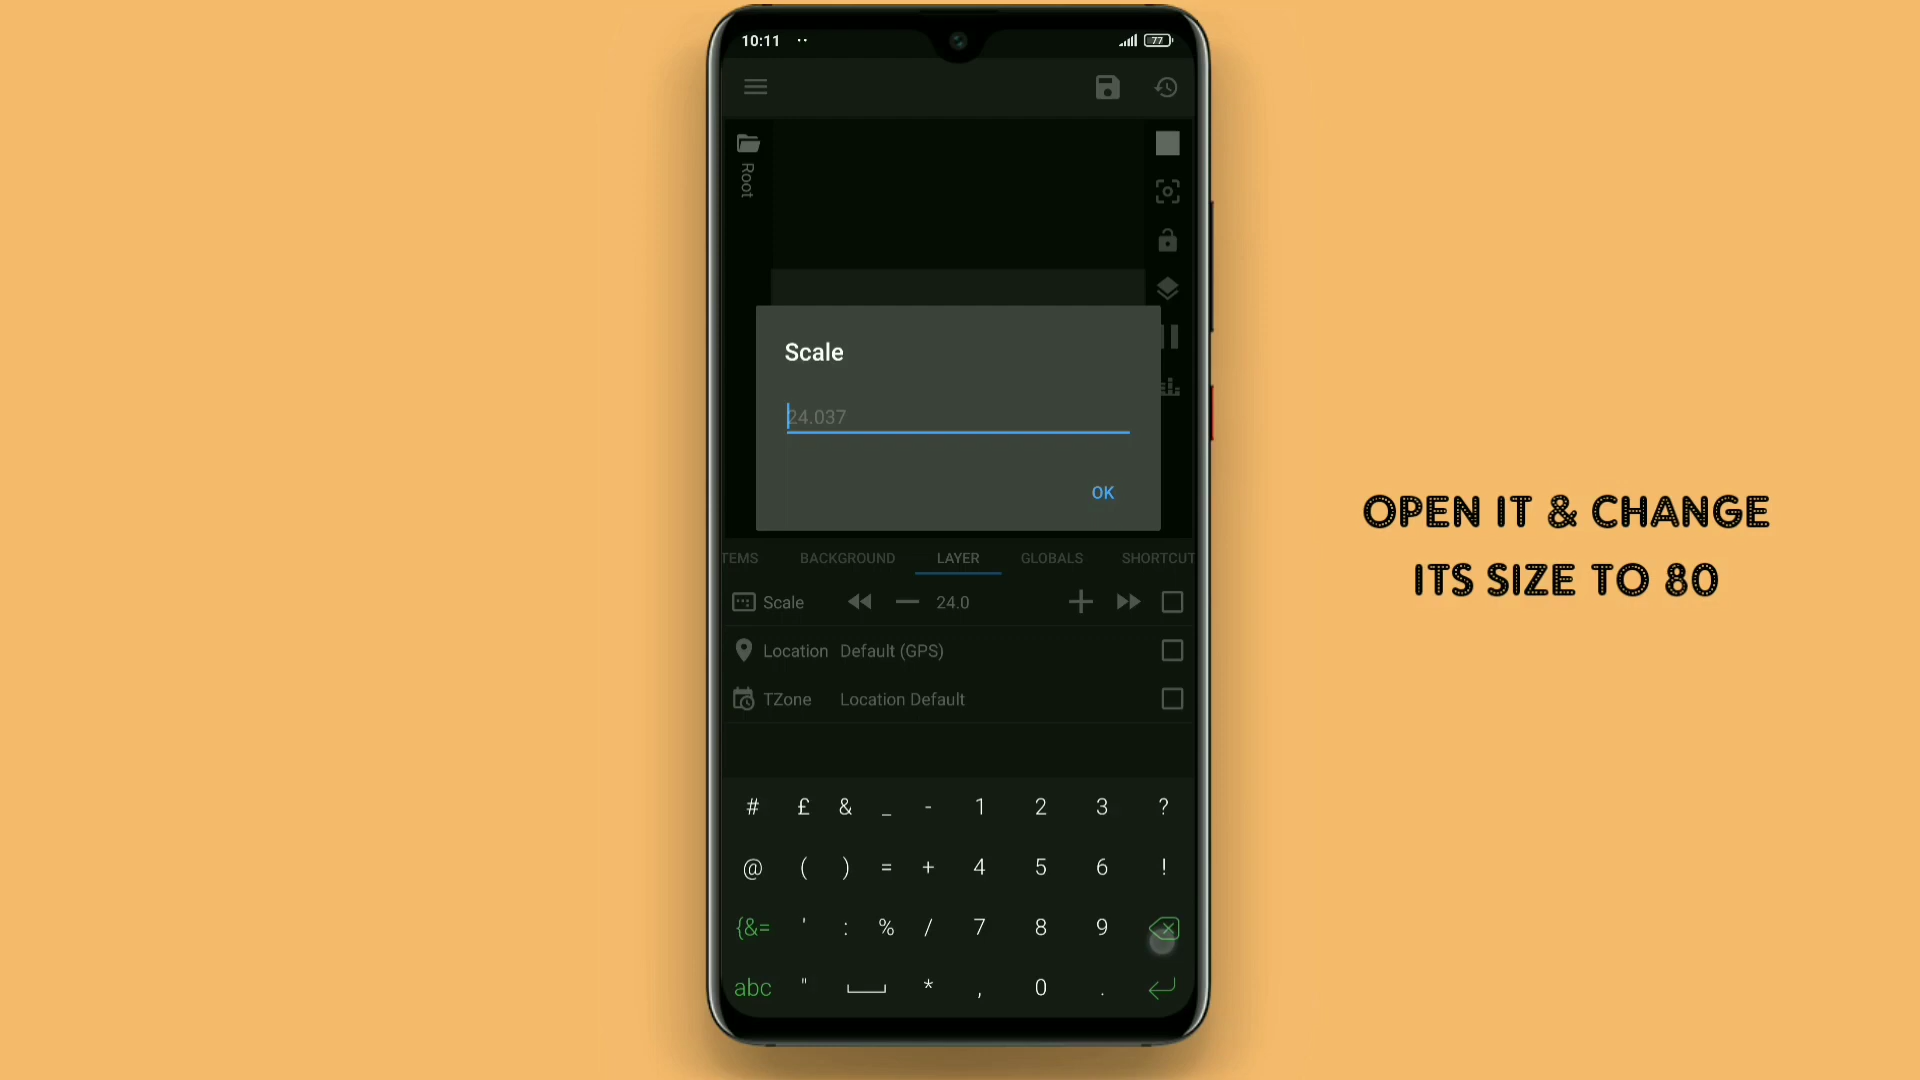 10:11
77
Root
Scale
24.037
OK
TEMS BACKGROUND LAYER GLOBALS SHORTCUT
Scale 24.0
Location Default (GPS)
TZone Location Default
# £ & _ - 1 2 3 ?
@ ( ) = + 4 5 6 !
{&= ' : % / 7 8 9
abc " * , 0 .
OPEN IT & CHANGE
ITS SIZE TO 80